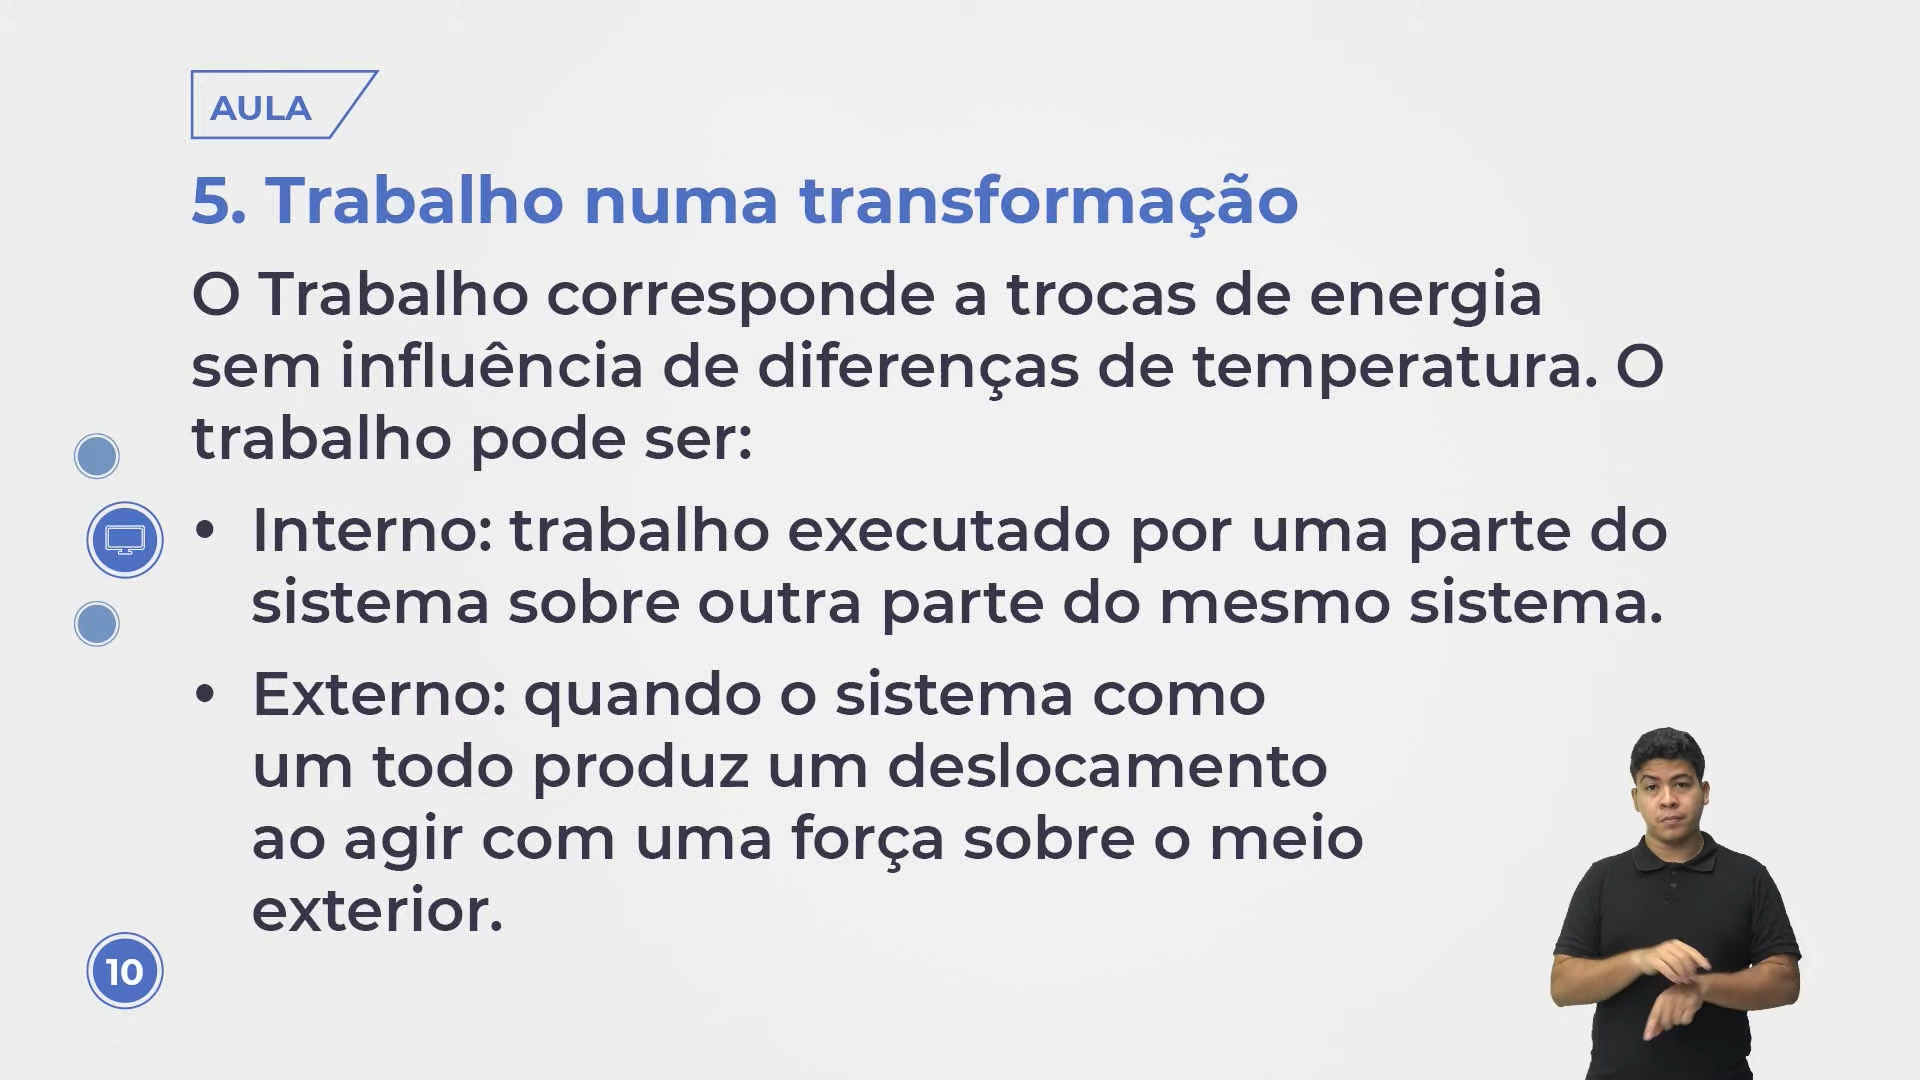 AULA
5. Trabalho numa transformação
O Trabalho corresponde a trocas de energia
sem influência de diferenças de temperatura. O
trabalho pode ser:
• Interno: trabalho executado por uma parte do
sistema sobre outra parte do mesmo sistema.
• Externo: quando o sistema como
um todo produz um deslocamento
ao agir com uma força sobre o meio
exterior.
10